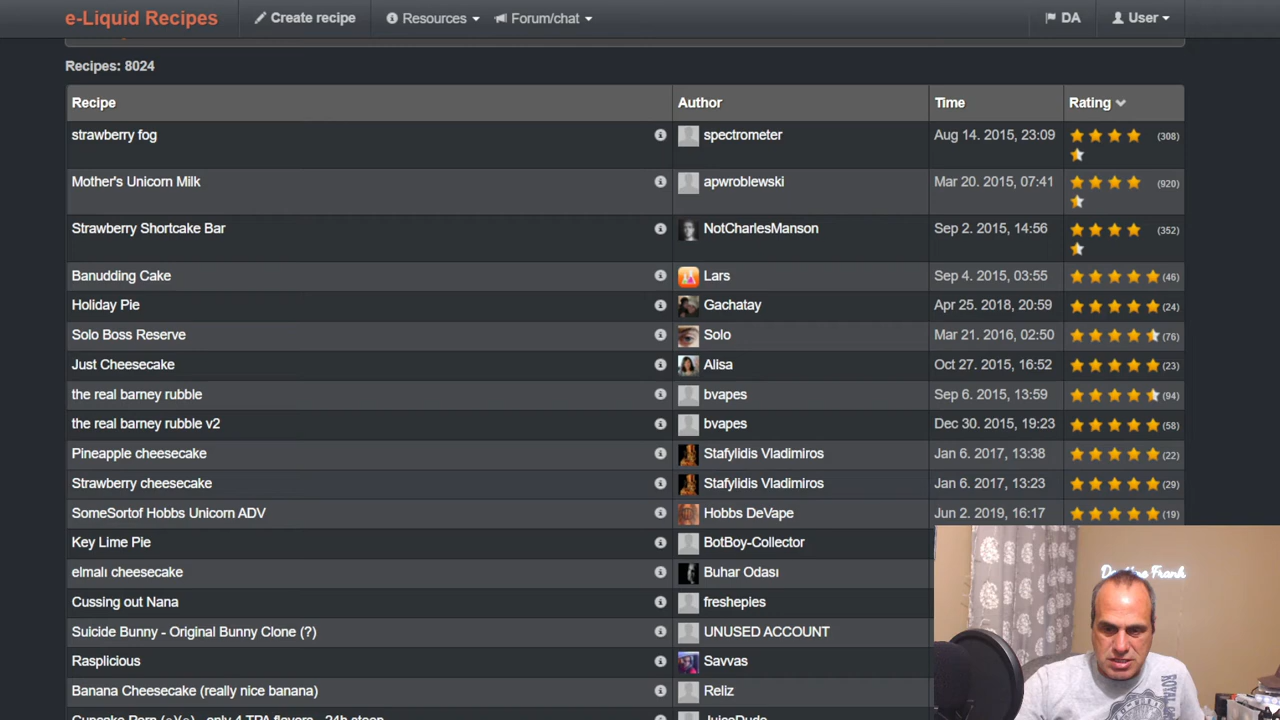 e-Liquid Recipes Create recipe Resources Forum/chat DA User
Recipes: 8024
Recipe Author Time Rating
strawberry fog spectrometer Aug 14. 2015, 23:09 (308)
Mother's Unicorn Milk apwroblewski Mar 20. 2015, 07:41 (920)
Strawberry Shortcake Bar NotCharlesManson Sep 2. 2015, 14:56 (352)
Banudding Cake Lars Sep 4. 2015, 03:55 (46)
Holiday Pie Gachatay Apr 25. 2018, 20:59 (24)
Solo Boss Reserve Solo Mar 21. 2016, 02:50 (76)
Just Cheesecake Alisa Oct 27. 2015, 16:52 (23)
the real barney rubble bvapes Sep 6. 2015, 13:59 (94)
the real barney rubble v2 bvapes Dec 30. 2015, 19:23 (58)
Pineapple cheesecake Stafylidis Vladimiros Jan 6. 2017, 13:38 (22)
Strawberry cheesecake Stafylidis Vladimiros Jan 6. 2017, 13:23 (29)
SomeSortof Hobbs Unicorn ADV Hobbs DeVape Jun 2. 2019, 16:17 (19)
Key Lime Pie BotBoy-Collector
elmalı cheesecake Buhar Odası
Cussing out Nana freshepies
Suicide Bunny - Original Bunny Clone (?) UNUSED ACCOUNT
Rasplicious Savvas
Banana Cheesecake (really nice banana) Reliz
Frank